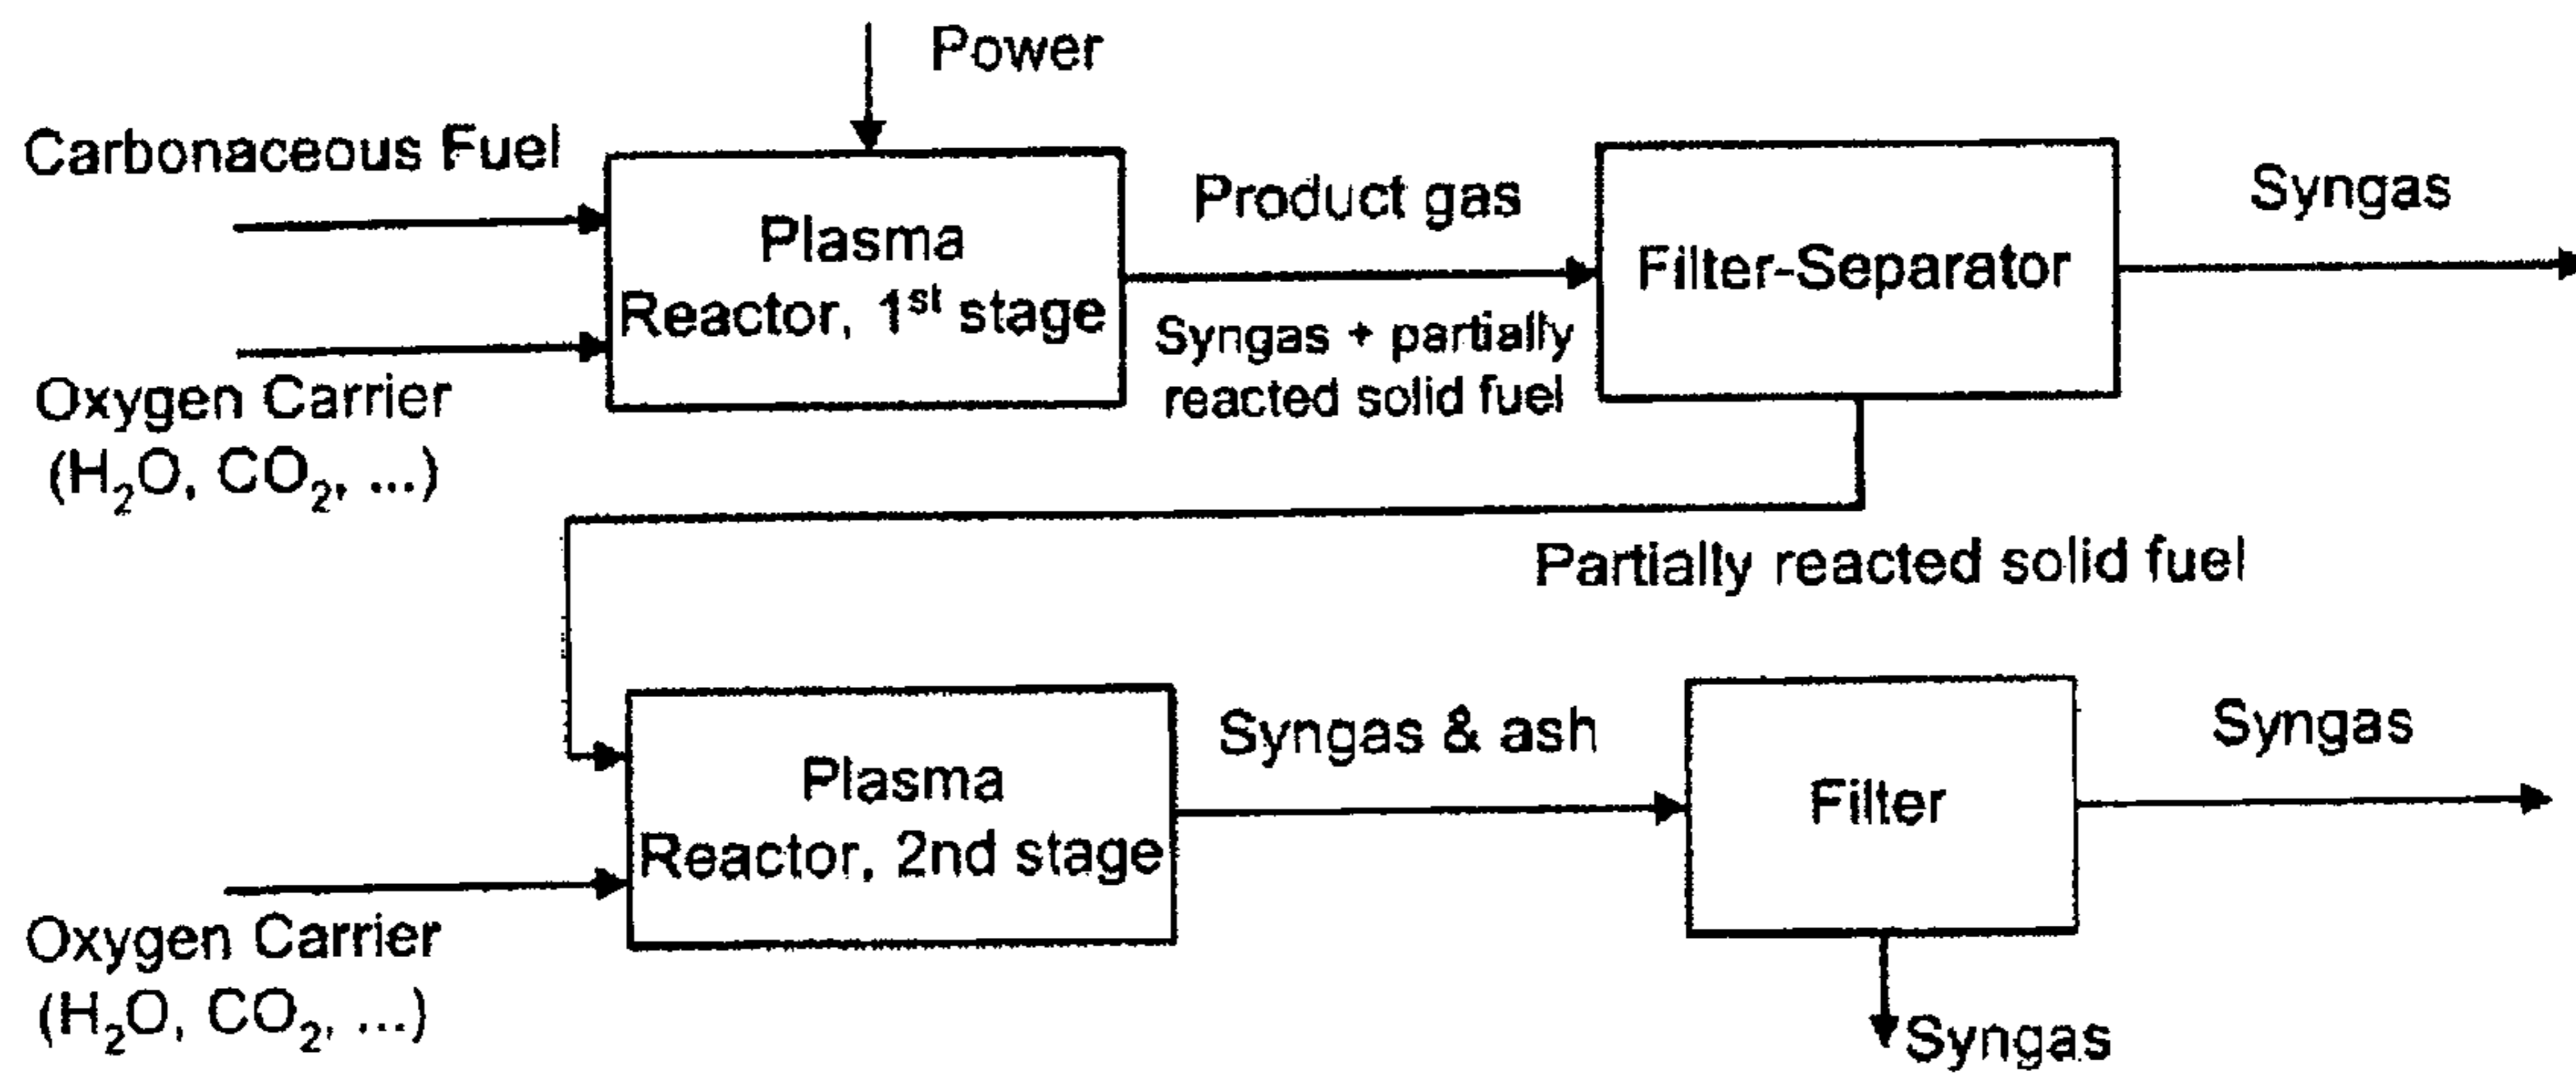 Power
Carbonaceous Fuel
Plasma
Reactor, 1st stage
Product gas
Syngas + partially
reacted solid fuel
Filter-Separator
Syngas
Oxygen Carrier
(H₂O, CO₂, ...)
Partially reacted solid fuel
Plasma
Reactor, 2nd stage
Syngas & ash
Filter
Syngas
Oxygen Carrier
(H₂O, CO₂, ...)
Syngas